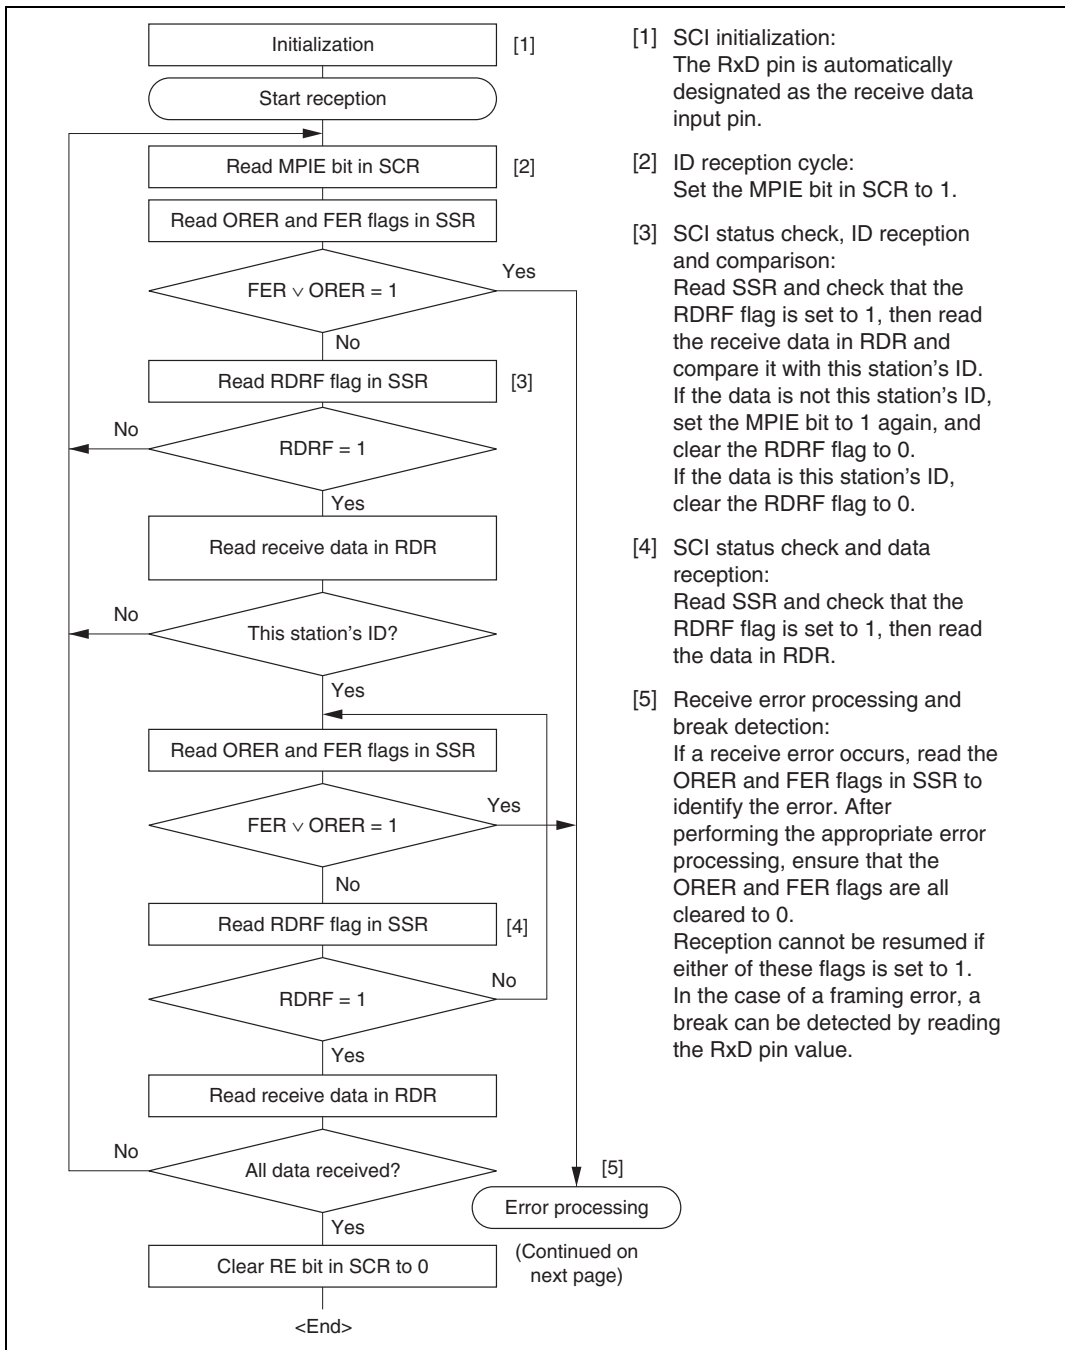 Initialization
[1]
Start reception
Read MPIE bit in SCR
[2]
Read ORER and FER flags in SSR
FER ∨ ORER = 1
Yes
No
Read RDRF flag in SSR
[3]
RDRF = 1
No
Yes
Read receive data in RDR
This station's ID?
No
Yes
Read ORER and FER flags in SSR
FER ∨ ORER = 1
Yes
No
Read RDRF flag in SSR
[4]
RDRF = 1
No
Yes
Read receive data in RDR
All data received?
No
Yes
[5]
Error processing
(Continued on
next page)
Clear RE bit in SCR to 0
<End>
[1] SCI initialization:
The RxD pin is automatically
designated as the receive data
input pin.
[2] ID reception cycle:
Set the MPIE bit in SCR to 1.
[3] SCI status check, ID reception
and comparison:
Read SSR and check that the
RDRF flag is set to 1, then read
the receive data in RDR and
compare it with this station's ID.
If the data is not this station's ID,
set the MPIE bit to 1 again, and
clear the RDRF flag to 0.
If the data is this station's ID,
clear the RDRF flag to 0.
[4] SCI status check and data
reception:
Read SSR and check that the
RDRF flag is set to 1, then read
the data in RDR.
[5] Receive error processing and
break detection:
If a receive error occurs, read the
ORER and FER flags in SSR to
identify the error. After
performing the appropriate error
processing, ensure that the
ORER and FER flags are all
cleared to 0.
Reception cannot be resumed if
either of these flags is set to 1.
In the case of a framing error, a
break can be detected by reading
the RxD pin value.